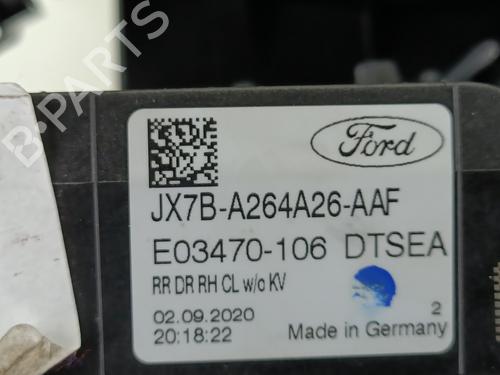 Ford
JX7B-A264A26-AAF
E03470-106 DTSEA
RR DR RH CL w/o KV
02.09.2020
2
20:18:22
Made in Germany